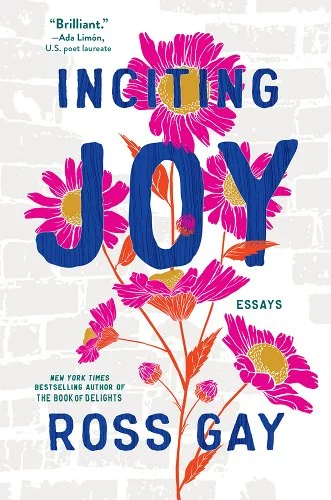 "Brilliant."
—Ada Limón,
U.S. poet laureate
INCITING
JOY
ESSAYS
NEW YORK TIMES
BESTSELLING AUTHOR OF
THE BOOK OF DELIGHTS
ROSS GAY